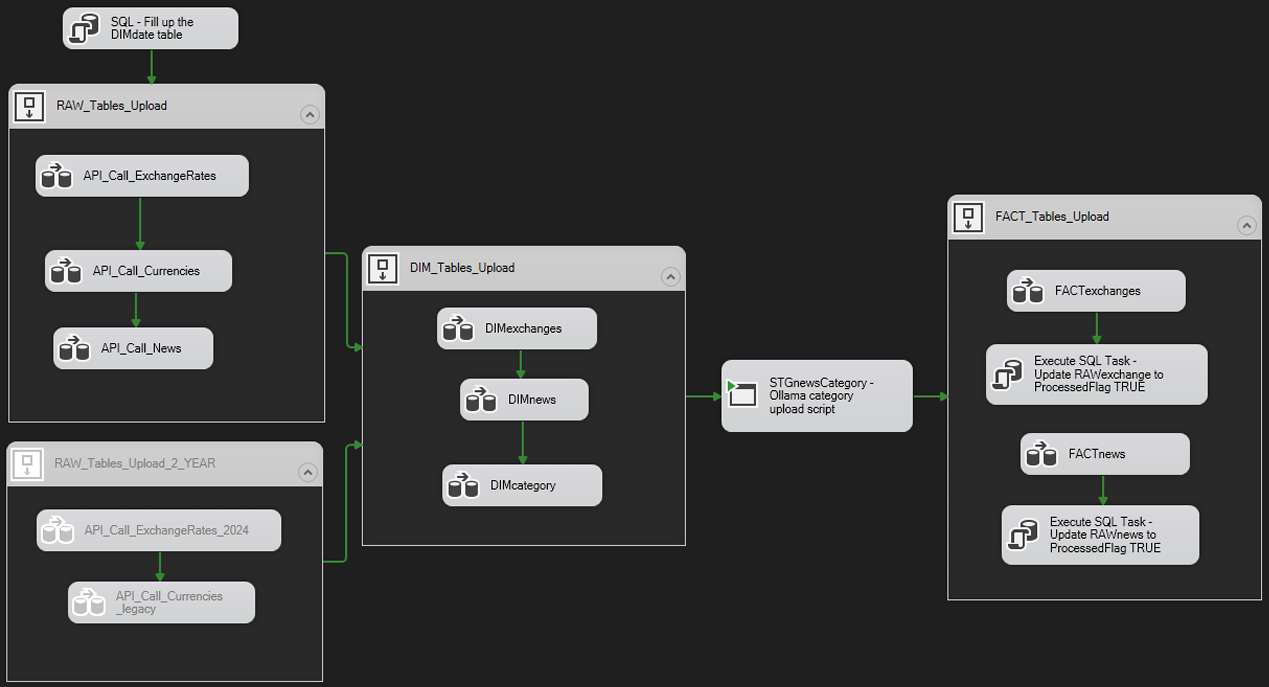 SQL - Fill up the
DIMdate table
RAW_Tables_Upload
API_Call_ExchangeRates
API_Call_Currencies
API_Call_News
RAW_Tables_Upload_2_YEAR
API_Call_ExchangeRates_2024
API_Call_Currencies
_legacy
DIM_Tables_Upload
DIMexchanges
DIMnews
DIMcategory
STGnewsCategory -
Ollama category
upload script
FACT_Tables_Upload
FACTexchanges
Execute SQL Task -
Update RAWexchange to
ProcessedFlag TRUE
FACTnews
Execute SQL Task -
Update RAWnews to
ProcessedFlag TRUE